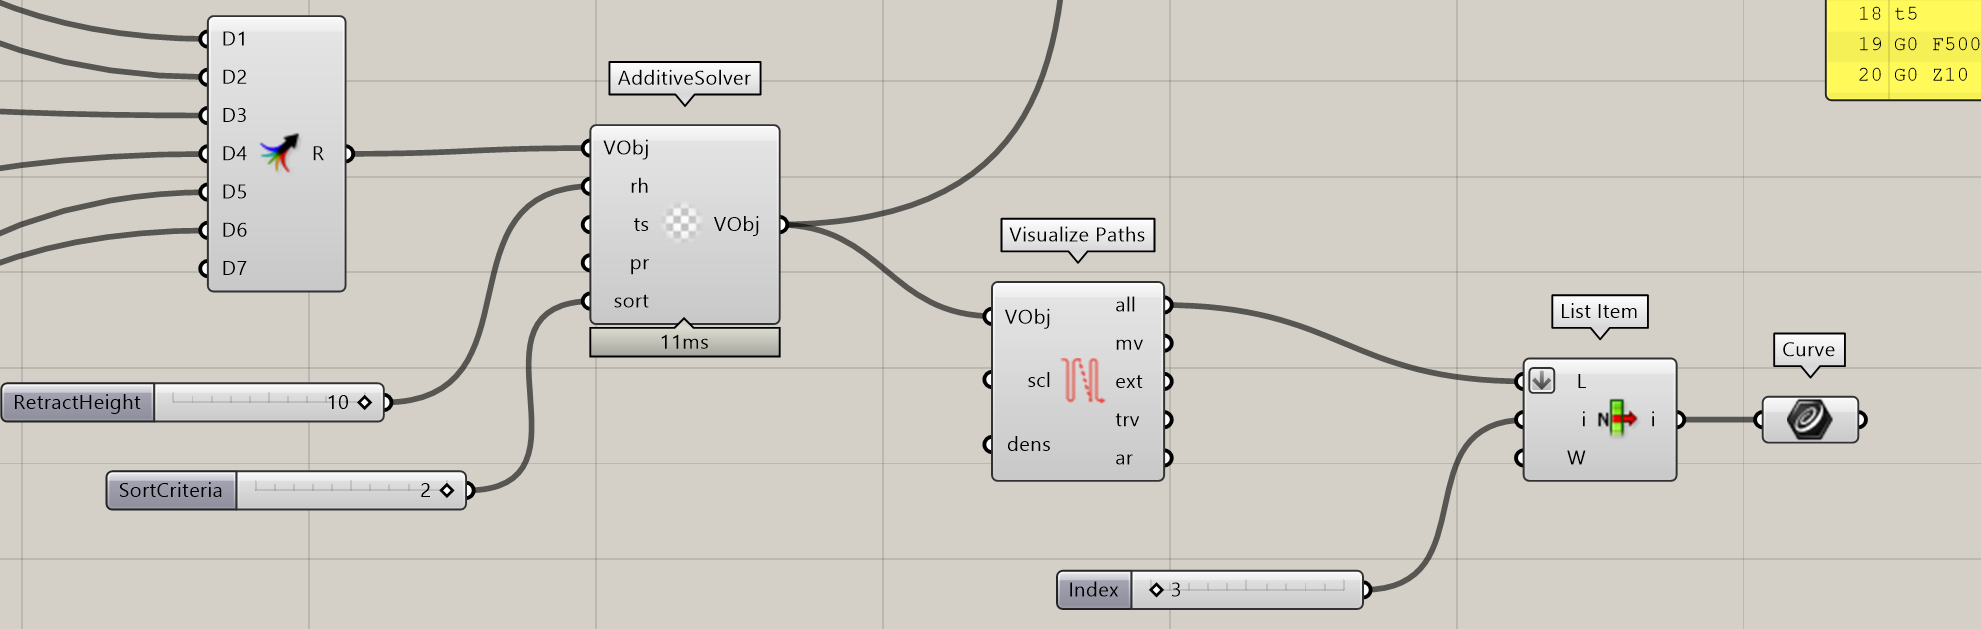 18 t5
19 G0 F500
20 G0 Z10
D1
D2
D3
D4
D5
D6
D7
R
AdditiveSolver
VObj
rh
ts
pr
sort
VObj
11ms
RetractHeight 10
SortCriteria 2
Visualize Paths
VObj
scl
dens
all
mv
ext
trv
ar
Index 3
List Item
L
i
W
N
i
Curve